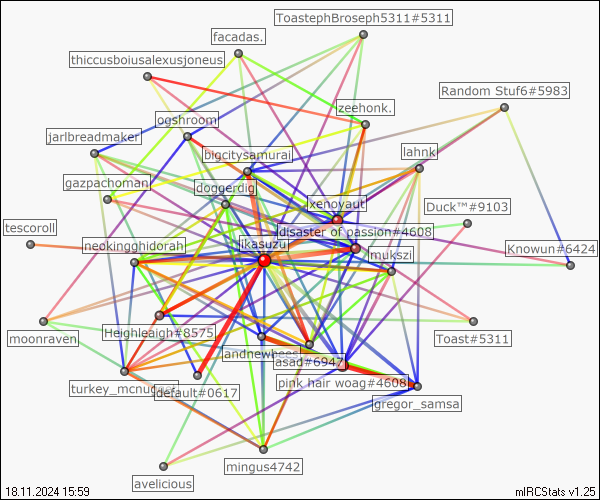 ToastephBroseph5311#5311
facadas.
thiccusboiusalexusjoneus
Random Stuf6#5983
zeehonk.
ogshroom
jarlbreadmaker
lahnk
bigcitysamurai
gazpachoman
doggerdig
lxenoyaut
Duck™#9103
tescoroll
disaster of passion#4608
ikasuzu
neokingghidorah
mukszi
Knowun#6424
moonraven
Heighleaigh#8575
Toast#5311
landnewbees
asad#6947
turkey_mcnugget
default#0617
pink hair woag#4608
gregor_samsa
mingus4742
avelicious
18.11.2024 15:59
mIRCStats v1.25